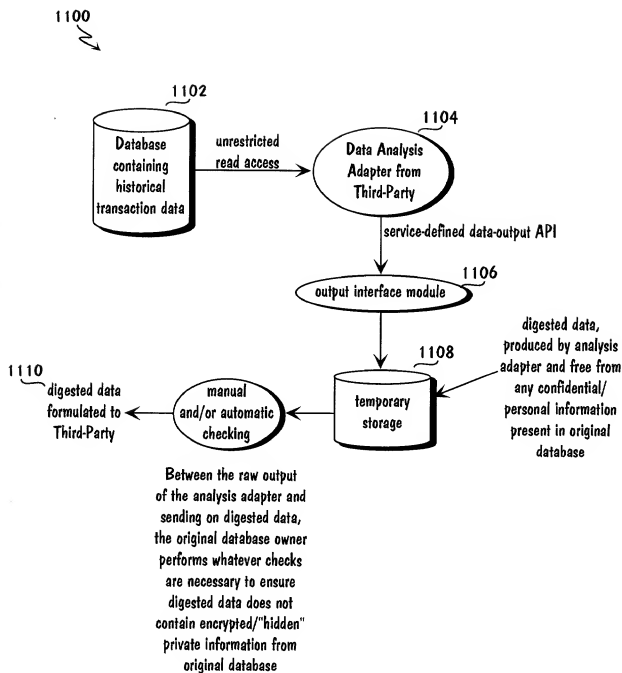 1100
1102
Database
containing
historical
transaction data
unrestricted
read access
1104
Data Analysis
Adapter from
Third-Party
service-defined data-output API
1106
output interface module
1108
temporary
storage
digested data,
produced by analysis
adapter and free from
any confidential/
personal information
present in original
database
manual
and/or automatic
checking
1110
digested data
formulated to
Third-Party
Between the raw output
of the analysis adapter and
sending on digested data,
the original database owner
performs whatever checks
are necessary to ensure
digested data does not
contain encrypted/"hidden"
private information from
original database